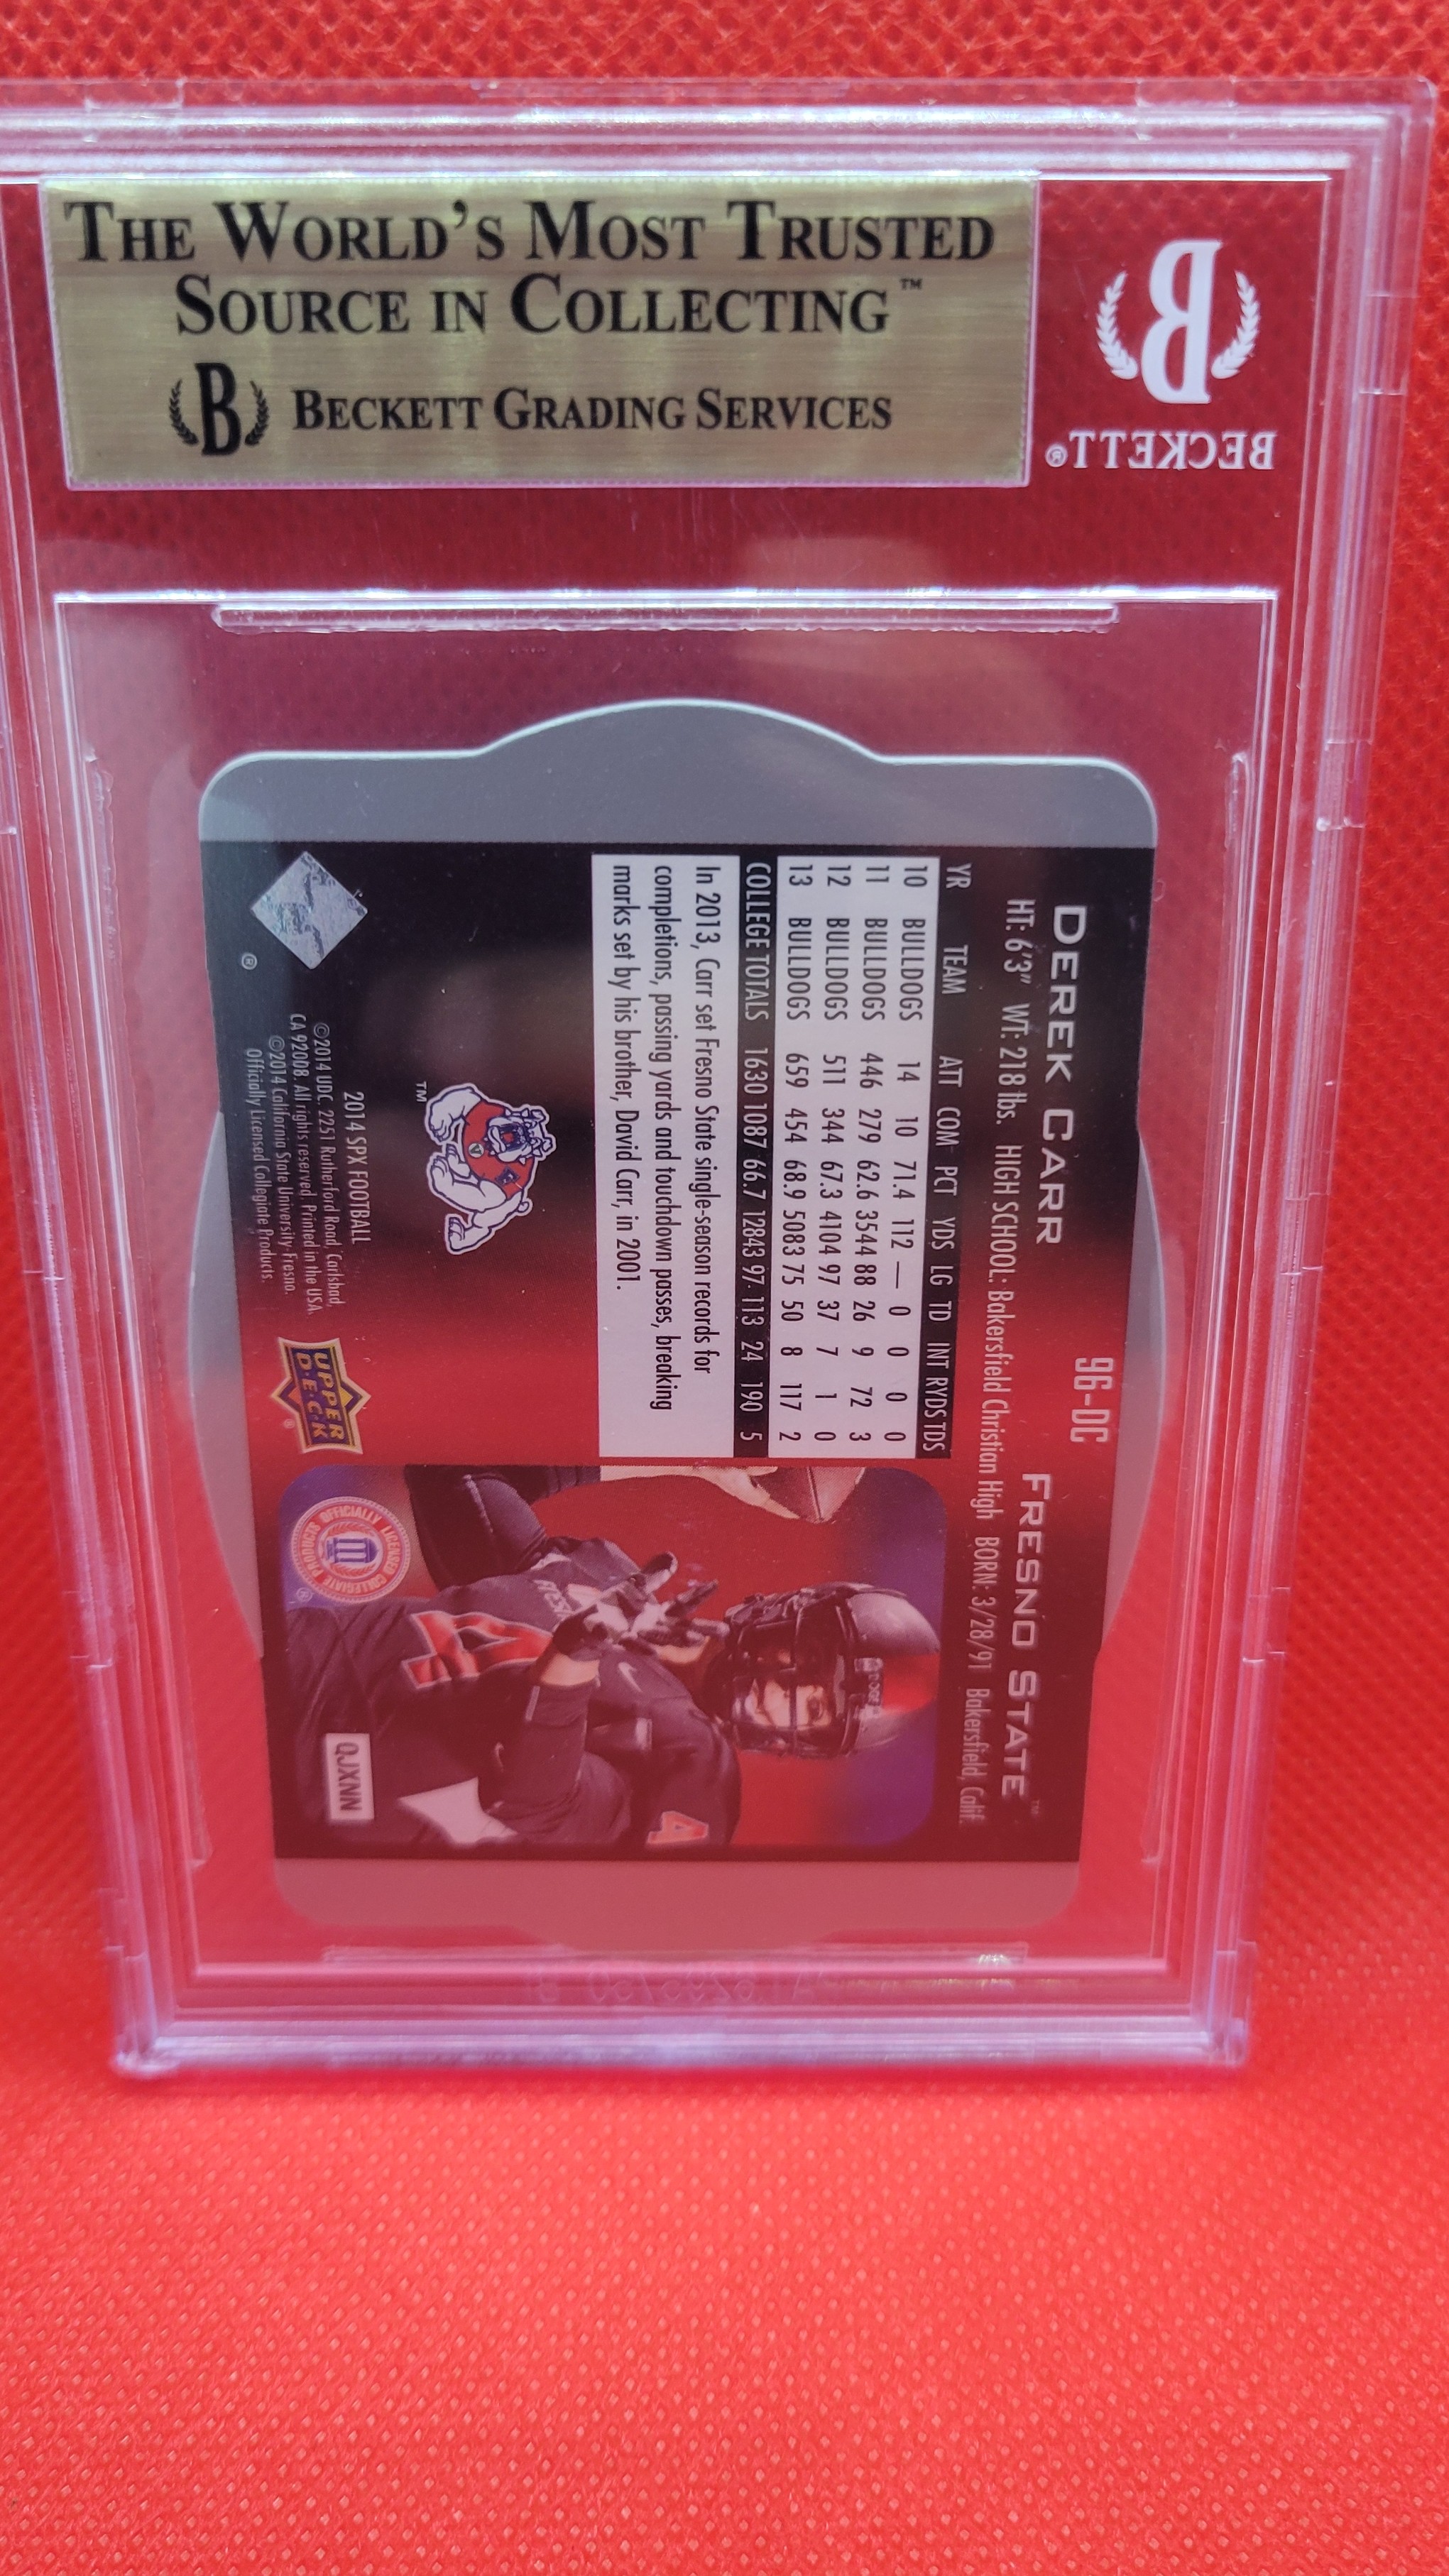 THE WORLD'S MOST TRUSTED
SOURCE IN COLLECTING™
B BECKETT GRADING SERVICES
B
BECKETT®
96-DC
DEREK CARR FRESNO STATE™
HT: 6'3" WT: 218 lbs. HIGH SCHOOL: Bakersfield Christian High BORN: 3/28/91 Bakersfield, Calif.
YR TEAM ATT COM PCT YDS LG TD INT RYDS TDS
10 BULLDOGS 14 10 71.4 112 — 0 0 0 0
11 BULLDOGS 446 279 62.6 3544 88 26 9 72 3
12 BULLDOGS 511 344 67.3 4104 97 37 7 1 0
13 BULLDOGS 659 454 68.9 5083 75 50 8 117 2
COLLEGE TOTALS 1630 1087 66.7 12843 97 113 24 190 5
In 2013, Carr set Fresno State single-season records for
completions, passing yards and touchdown passes, breaking
marks set by his brother, David Carr, in 2001.
™
2014 SPX FOOTBALL
©2014 UDC. 2251 Rutherford Road, Carlsbad,
CA 92008. All rights reserved. Printed in the USA.
©2014 California State University-Fresno.
Officially Licensed Collegiate Products.
®
UPPER
DECK
®
OFFICIALLY LICENSED COLLEGIATE PRODUCTS
®
4
4
QJXNN